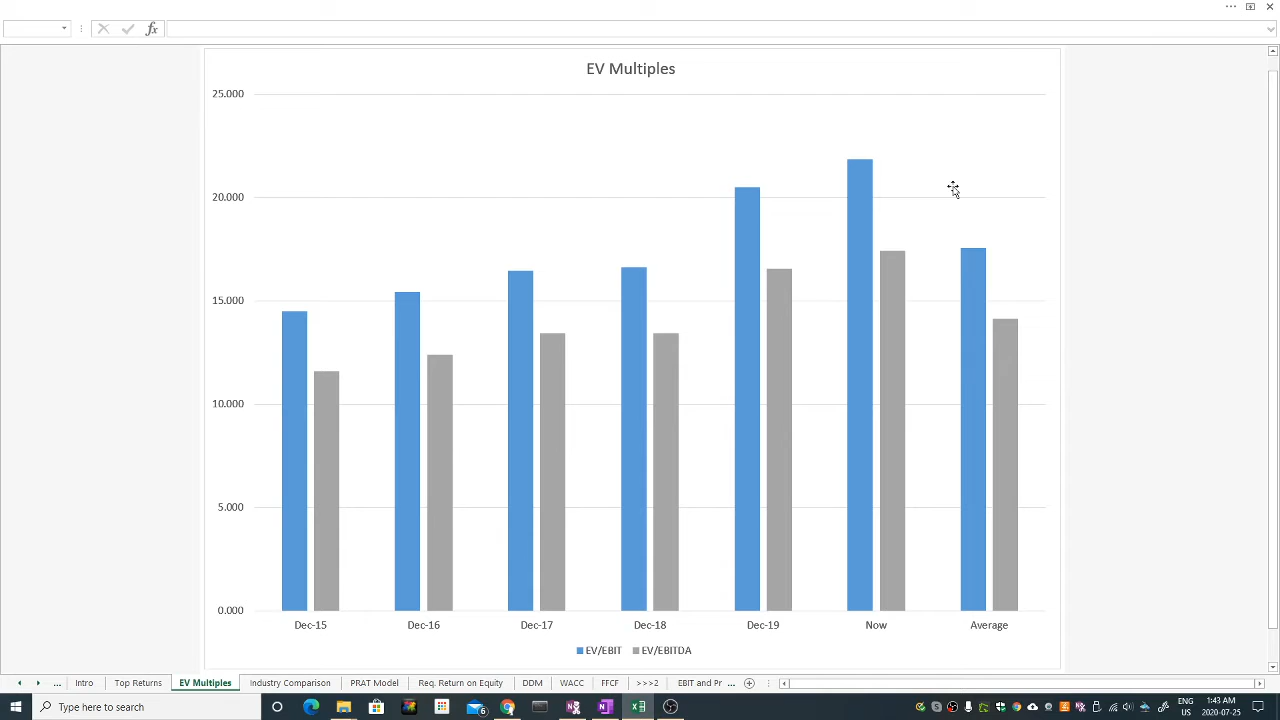 fx
EV Multiples
25.000
20.000
15.000
10.000
5.000
0.000
Dec-15 Dec-16 Dec-17 Dec-18 Dec-19 Now Average
EV/EBIT EV/EBITDA
... Intro Top Returns EV Multiples Industry Comparison PRAT Model Req. Return on Equity DDM WACC FFCF >>>2 EBIT and Pr ...
Type here to search
6
ENG
US
1:43 AM
2020-07-25